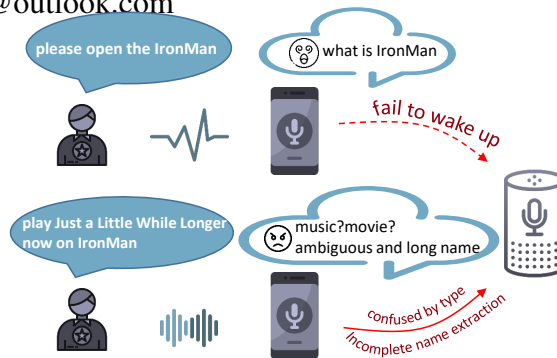 @outlook.com
please open the IronMan
what is IronMan
fail to wake up
play Just a Little While Longer
now on IronMan
music?movie?
ambiguous and long name
confused by type
Incomplete name extraction